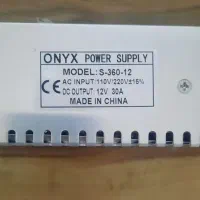 ONYX POWER SUPPLY
MODEL:S-360-12
CE AC INPUT:110V/220V±15%
DC OUTPUT 12V 30A
MADE IN CHINA